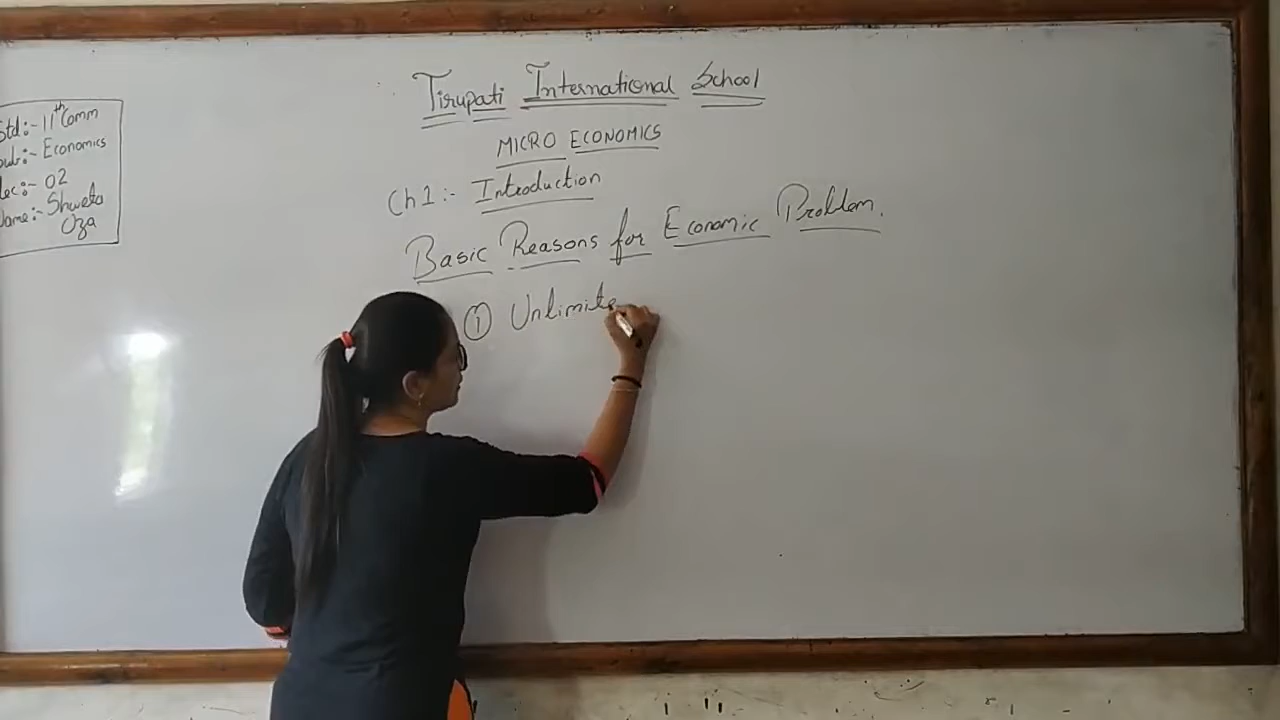 Std:- 11th Comm
Sub:- Economics
Lec:- 02
Name:- Shweta
Oza
Tirupati International School
MICRO ECONOMICS
Ch 1:- Introduction
Basic Reasons for Economic Problem.
① Unlimite